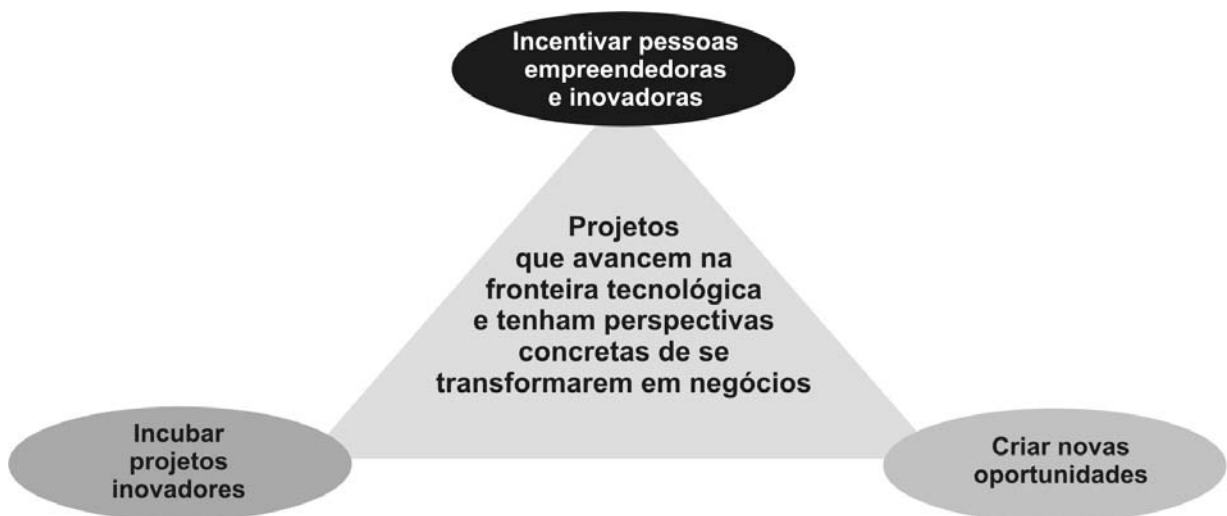 Incentivar pessoas
empreendedoras
e inovadoras
Projetos
que avancem na
fronteira tecnológica
e tenham perspectivas
concretas de se
transformarem em negócios
Incubar
projetos
inovadores
Criar novas
oportunidades